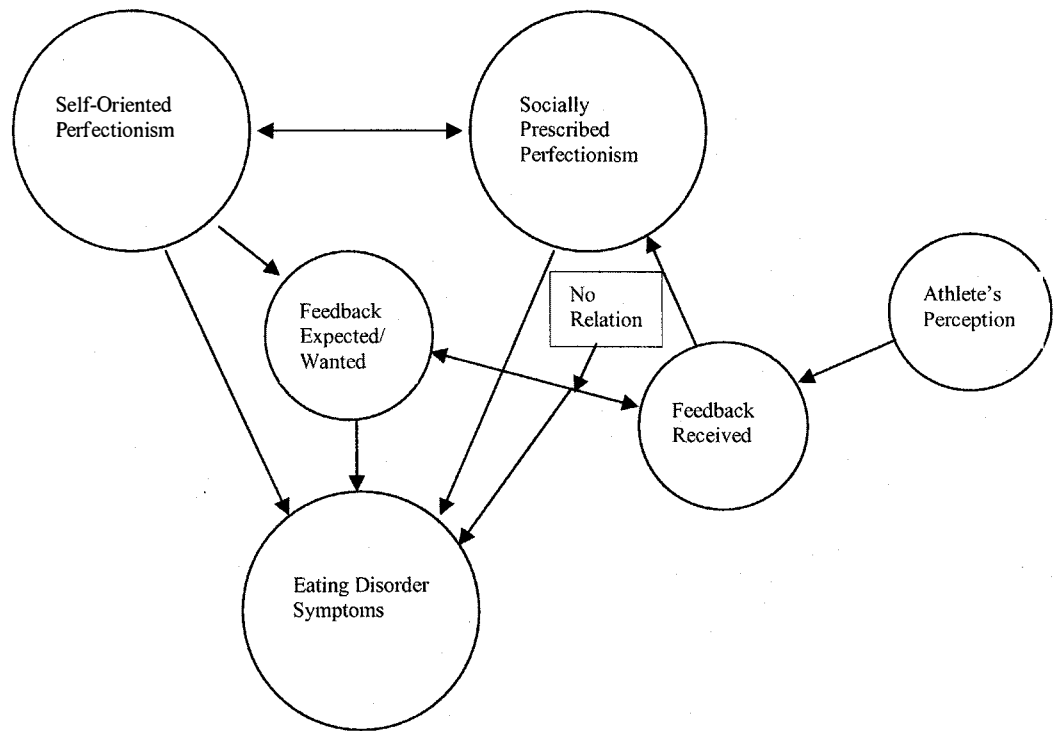 Self-Oriented
Perfectionism
Socially
Prescribed
Perfectionism
Feedback
Expected/
Wanted
No
Relation
Athlete's
Perception
Feedback
Received
Eating Disorder
Symptoms